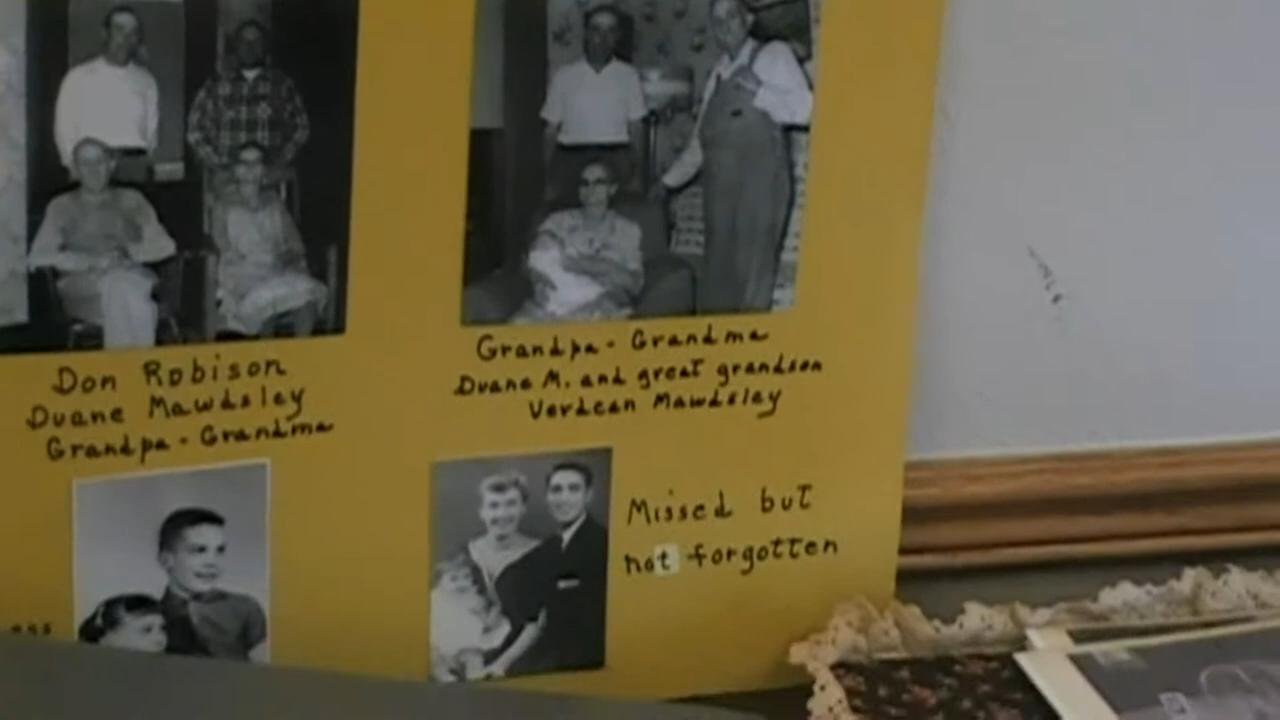 Don Robison
Duane Mawdsley
Grandpa - Grandma
Grandpa - Grandma
Duane M. and great grandson
Verdean Mawdsley
Missed but
not forgotten